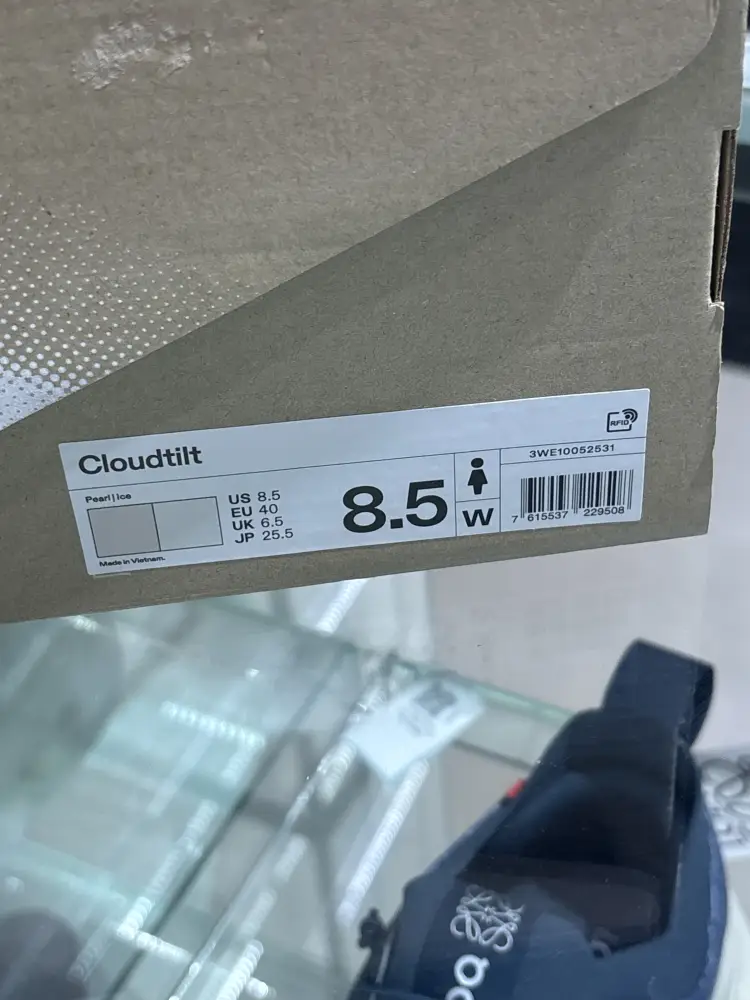 Cloudtilt
RFID
Pearl | Ice
US 8.5
EU 40
UK 6.5
JP 25.5
Made in Vietnam.
8.5
W
3WE10052531
7 615537 229508